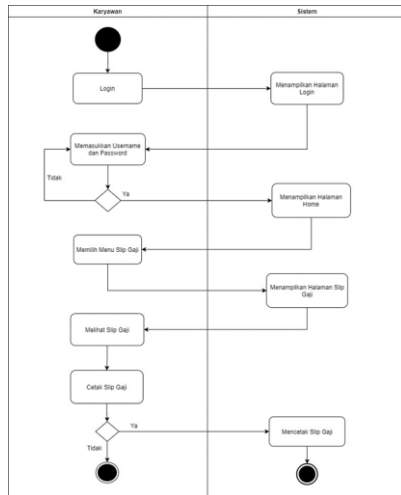 Karyawan
Sistem
Login
Menampilkan Halaman
Login
Memasukkan Username
dan Password
Tidak
Ya
Menampilkan Halaman
Home
Memilih Menu Slip Gaji
Menampilkan Halaman Slip
Gaji
Melihat Slip Gaji
Cetak Slip Gaji
Ya
Mencetak Slip Gaji
Tidak